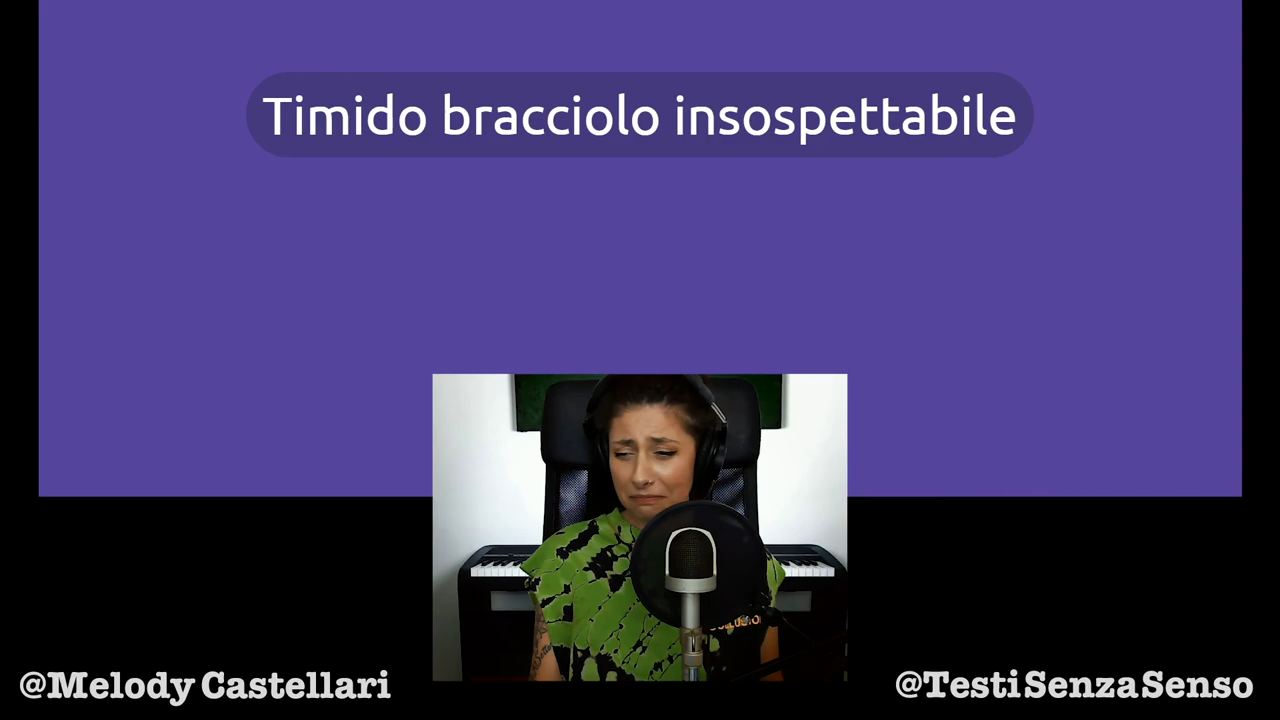 Timido bracciolo insospettabile
@Melody Castellari
@TestiSenzaSenso